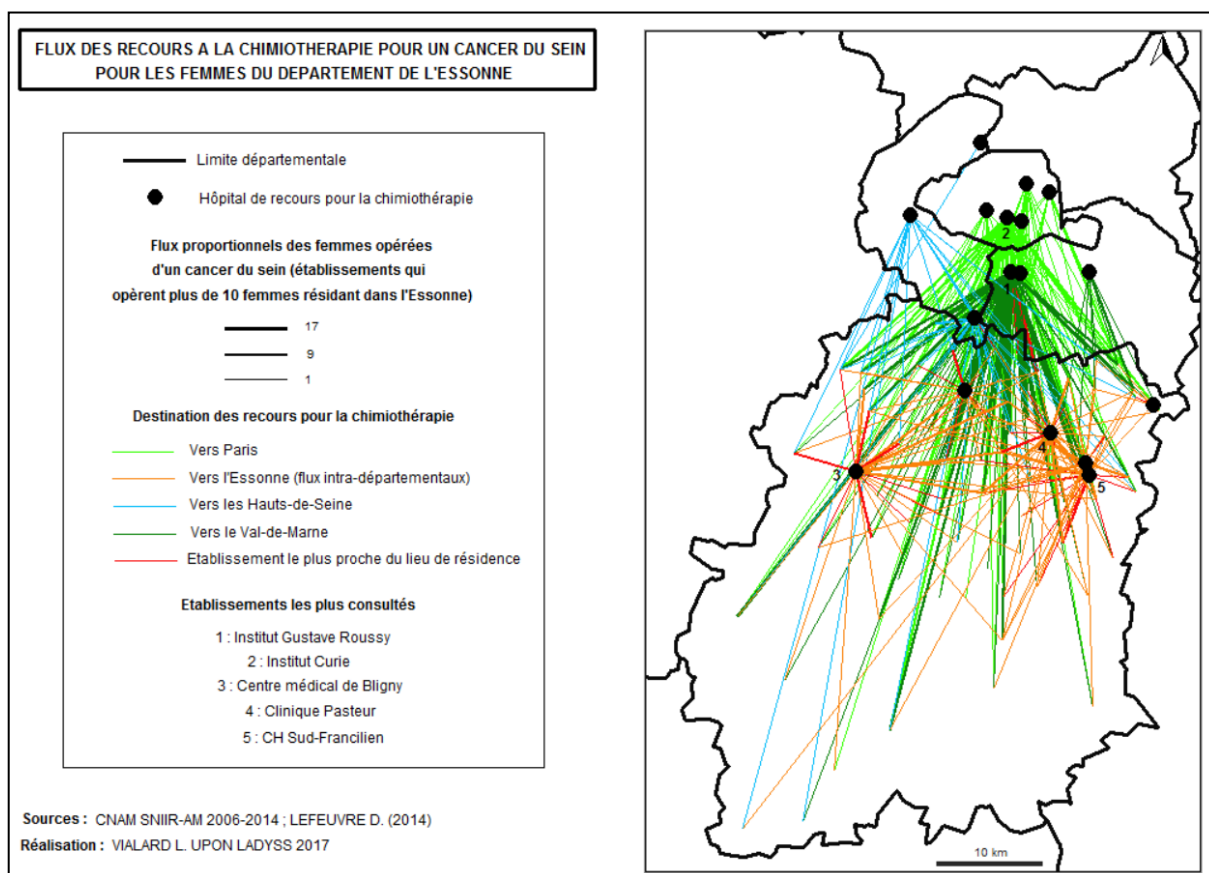 FLUX DES RECOURS A LA CHIMIOTHERAPIE POUR UN CANCER DU SEIN
POUR LES FEMMES DU DEPARTEMENT DE L'ESSONNE
Limite départementale
Hôpital de recours pour la chimiothérapie
Flux proportionnels des femmes opérées
d'un cancer du sein (établissements qui
opèrent plus de 10 femmes résidant dans l'Essonne)
17
9
1
Destination des recours pour la chimiothérapie
Vers Paris
Vers l'Essonne (flux intra-départementaux)
Vers les Hauts-de-Seine
Vers le Val-de-Marne
Etablissement le plus proche du lieu de résidence
Etablissements les plus consultés
1 : Institut Gustave Roussy
2 : Institut Curie
3 : Centre médical de Bligny
4 : Clinique Pasteur
5 : CH Sud-Francilien
Sources : CNAM SNIIR-AM 2006-2014 ; LEFEUVRE D. (2014)
Réalisation : VIALARD L. UPON LADYSS 2017
2
1
4
3
5
10 km